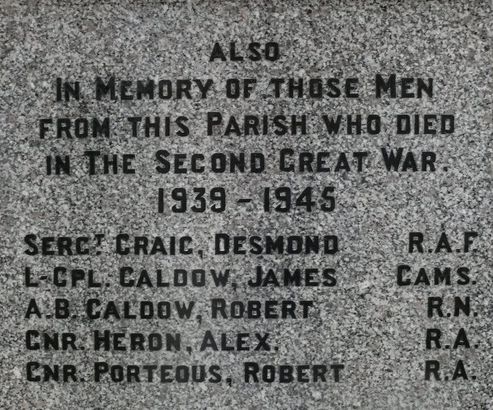 ALSO
IN MEMORY OF THOSE MEN
FROM THIS PARISH WHO DIED
IN THE SECOND GREAT WAR.
1939-1945
SERGT CRAIG, DESMOND R.A.F
L-CPL. CALDOW, JAMES CAMS.
A.B. CALDOW, ROBERT R.N.
GNR. HERON, ALEX. R.A.
GNR. PORTEOUS, ROBERT R.A.